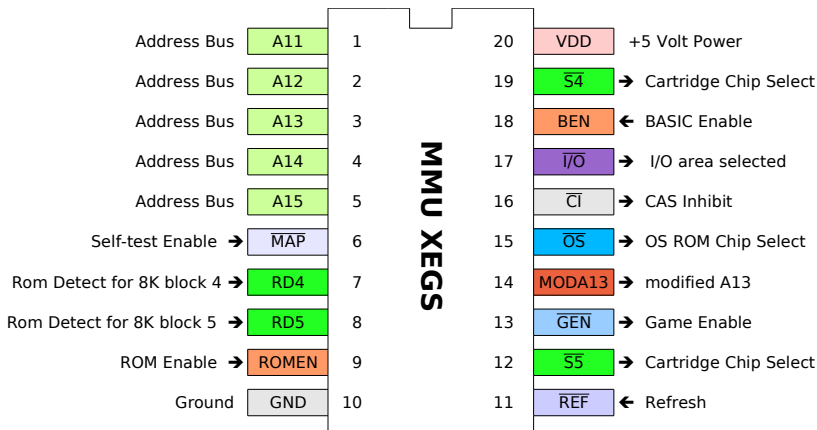 Address Bus A11 1 20 VDD +5 Volt Power
Address Bus A12 2 19 S4 → Cartridge Chip Select
Address Bus A13 3 18 BEN ← BASIC Enable
Address Bus A14 4 17 I/O → I/O area selected
Address Bus A15 5 16 CI → CAS Inhibit
Self-test Enable → MAP 6 15 OS → OS ROM Chip Select
Rom Detect for 8K block 4 → RD4 7 14 MODA13 → modified A13
Rom Detect for 8K block 5 → RD5 8 13 GEN → Game Enable
ROM Enable → ROMEN 9 12 S5 → Cartridge Chip Select
Ground GND 10 11 REF ← Refresh
MMU XEGS